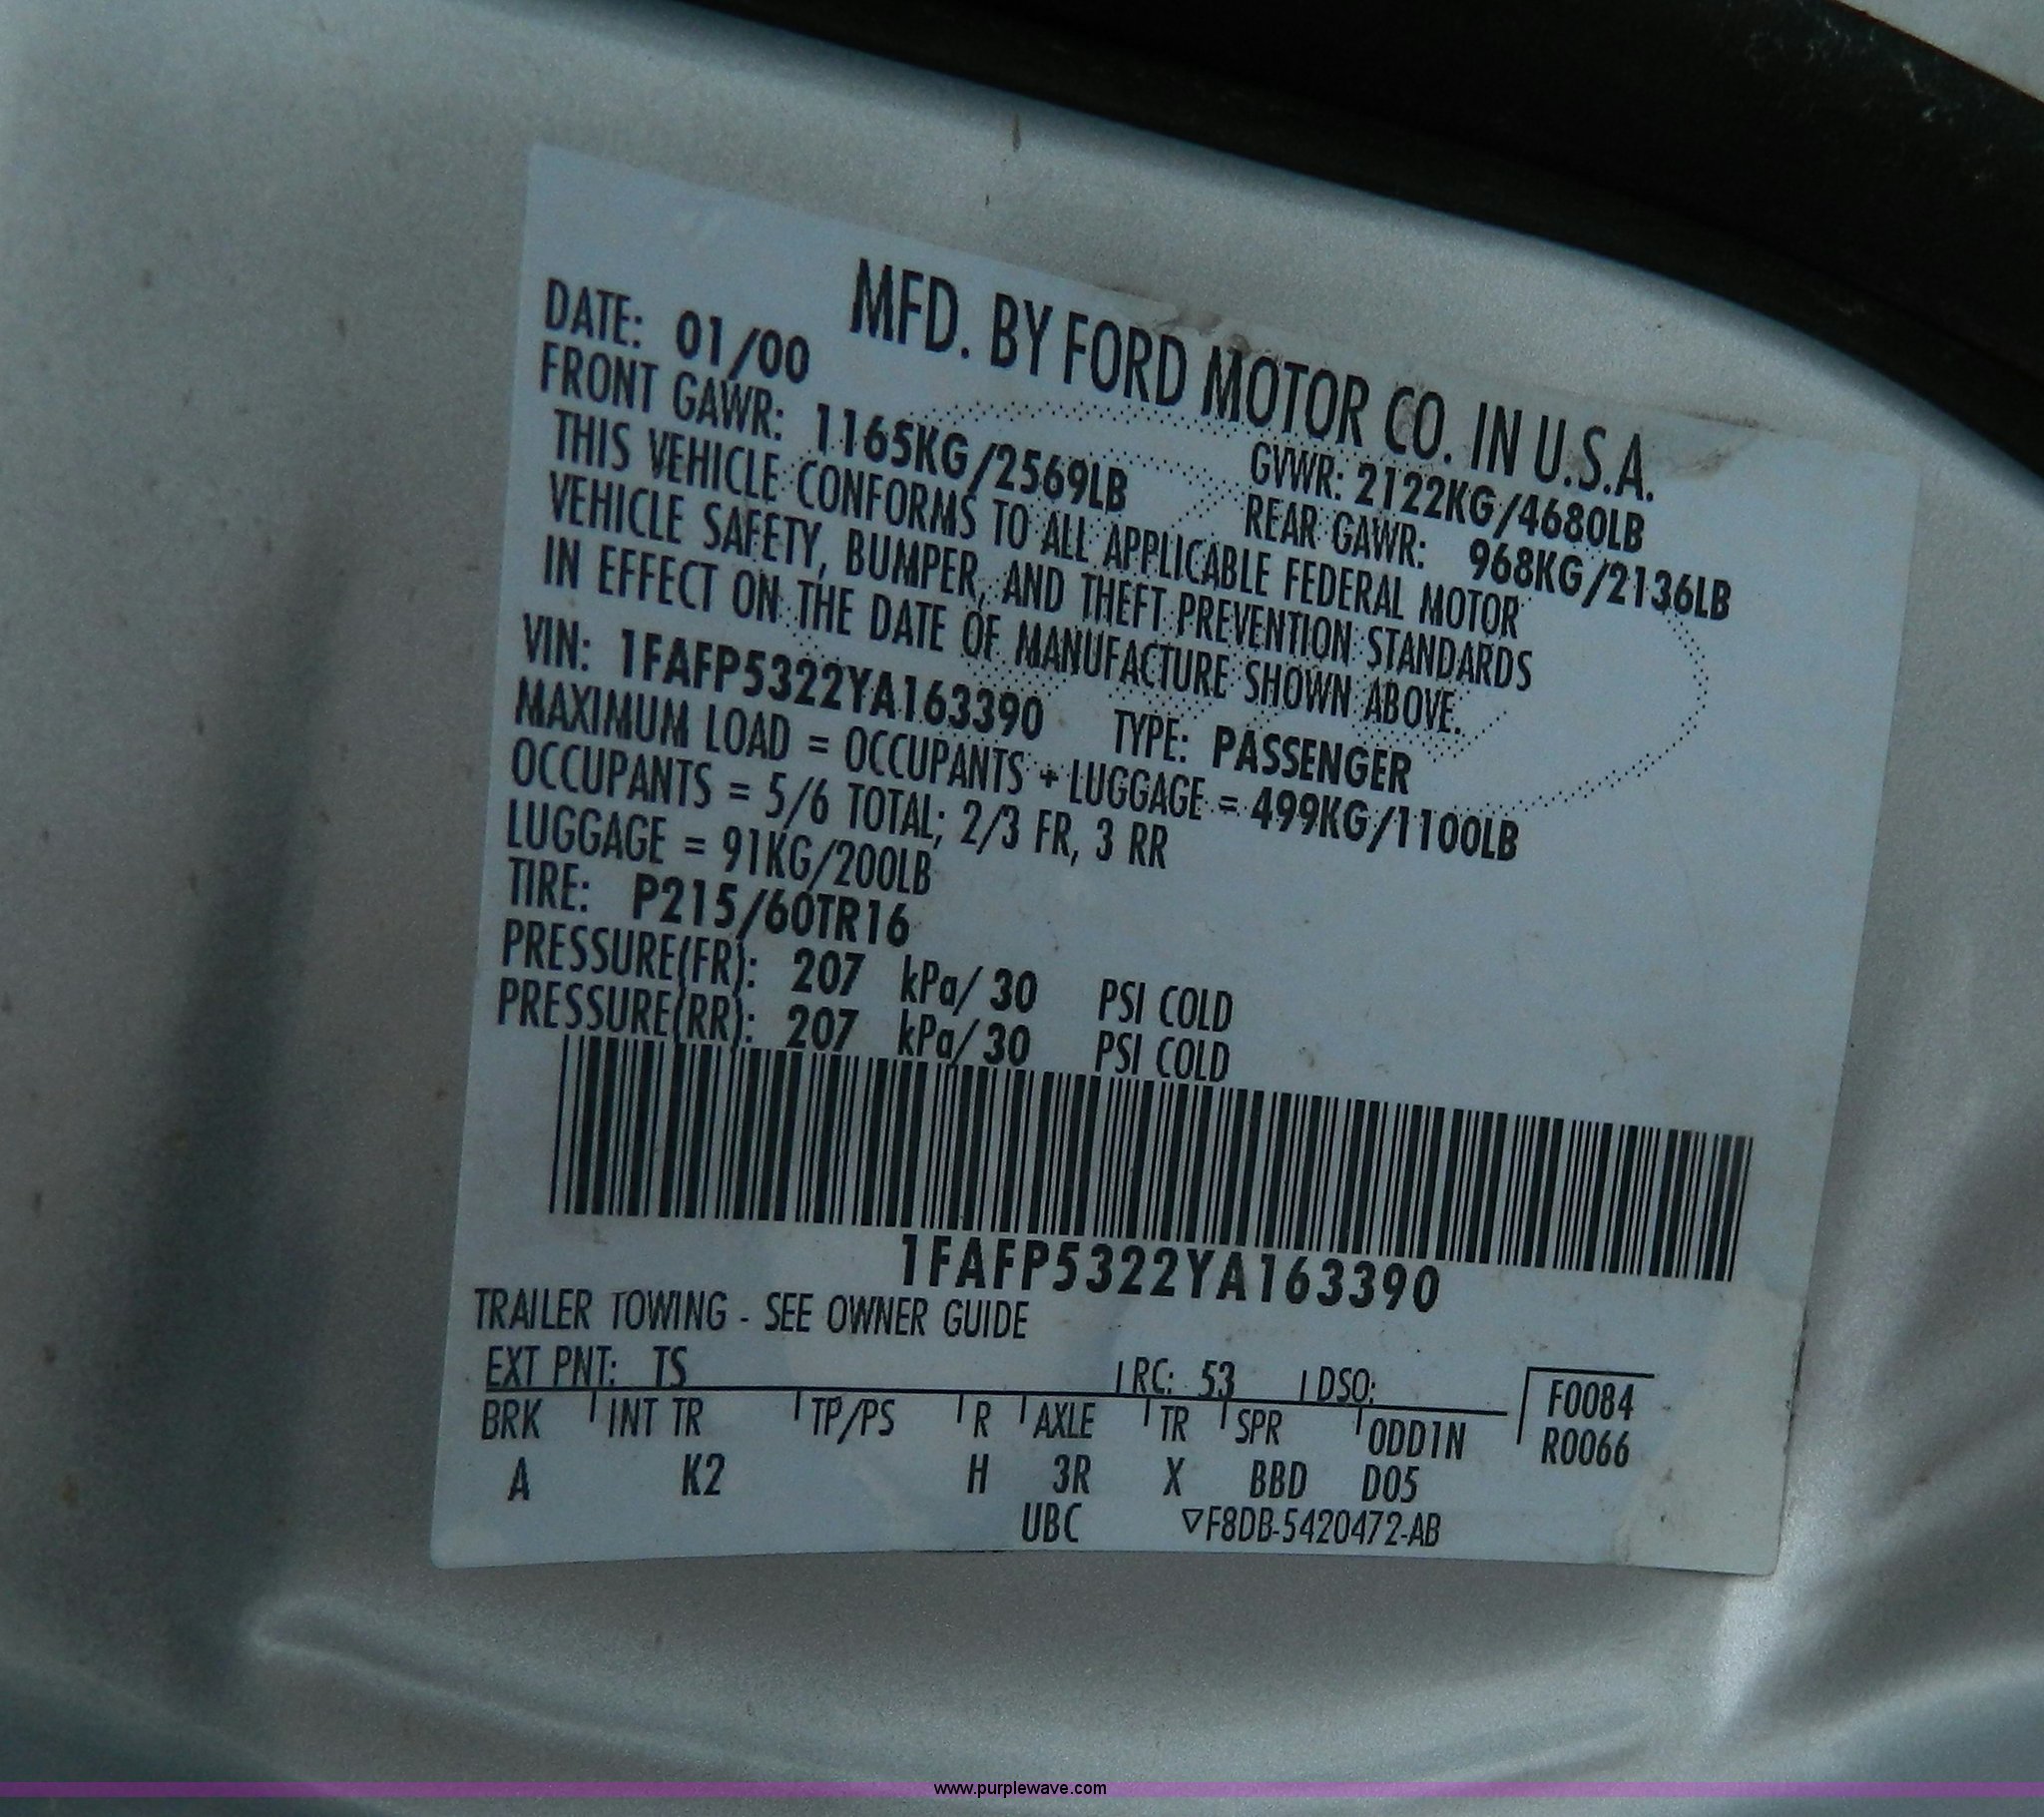 MFD. BY FORD MOTOR CO. IN U.S.A.
DATE: 01/00 GVWR: 2122KG/4680LB
FRONT GAWR: 1165KG/2569LB REAR GAWR: 968KG/2136LB
THIS VEHICLE CONFORMS TO ALL APPLICABLE FEDERAL MOTOR
VEHICLE SAFETY, BUMPER, AND THEFT PREVENTION STANDARDS
IN EFFECT ON THE DATE OF MANUFACTURE SHOWN ABOVE.
VIN: 1FAFP5322YA163390 TYPE: PASSENGER
MAXIMUM LOAD = OCCUPANTS + LUGGAGE = 499KG/1100LB
OCCUPANTS = 5/6 TOTAL; 2/3 FR, 3 RR
LUGGAGE = 91KG/200LB
TIRE: P215/60TR16
PRESSURE(FR): 207 kPa/ 30 PSI COLD
PRESSURE(RR): 207 kPa/ 30 PSI COLD
1FAFP5322YA163390
TRAILER TOWING - SEE OWNER GUIDE
EXT PNT: TS RC: 53 DSO: F0084
BRK INT TR TP/PS R AXLE TR SPR ODD1N R0066
A K2 H 3R X BBD D05
UBC ▽F8DB-5420472-AB
www.purplewave.com